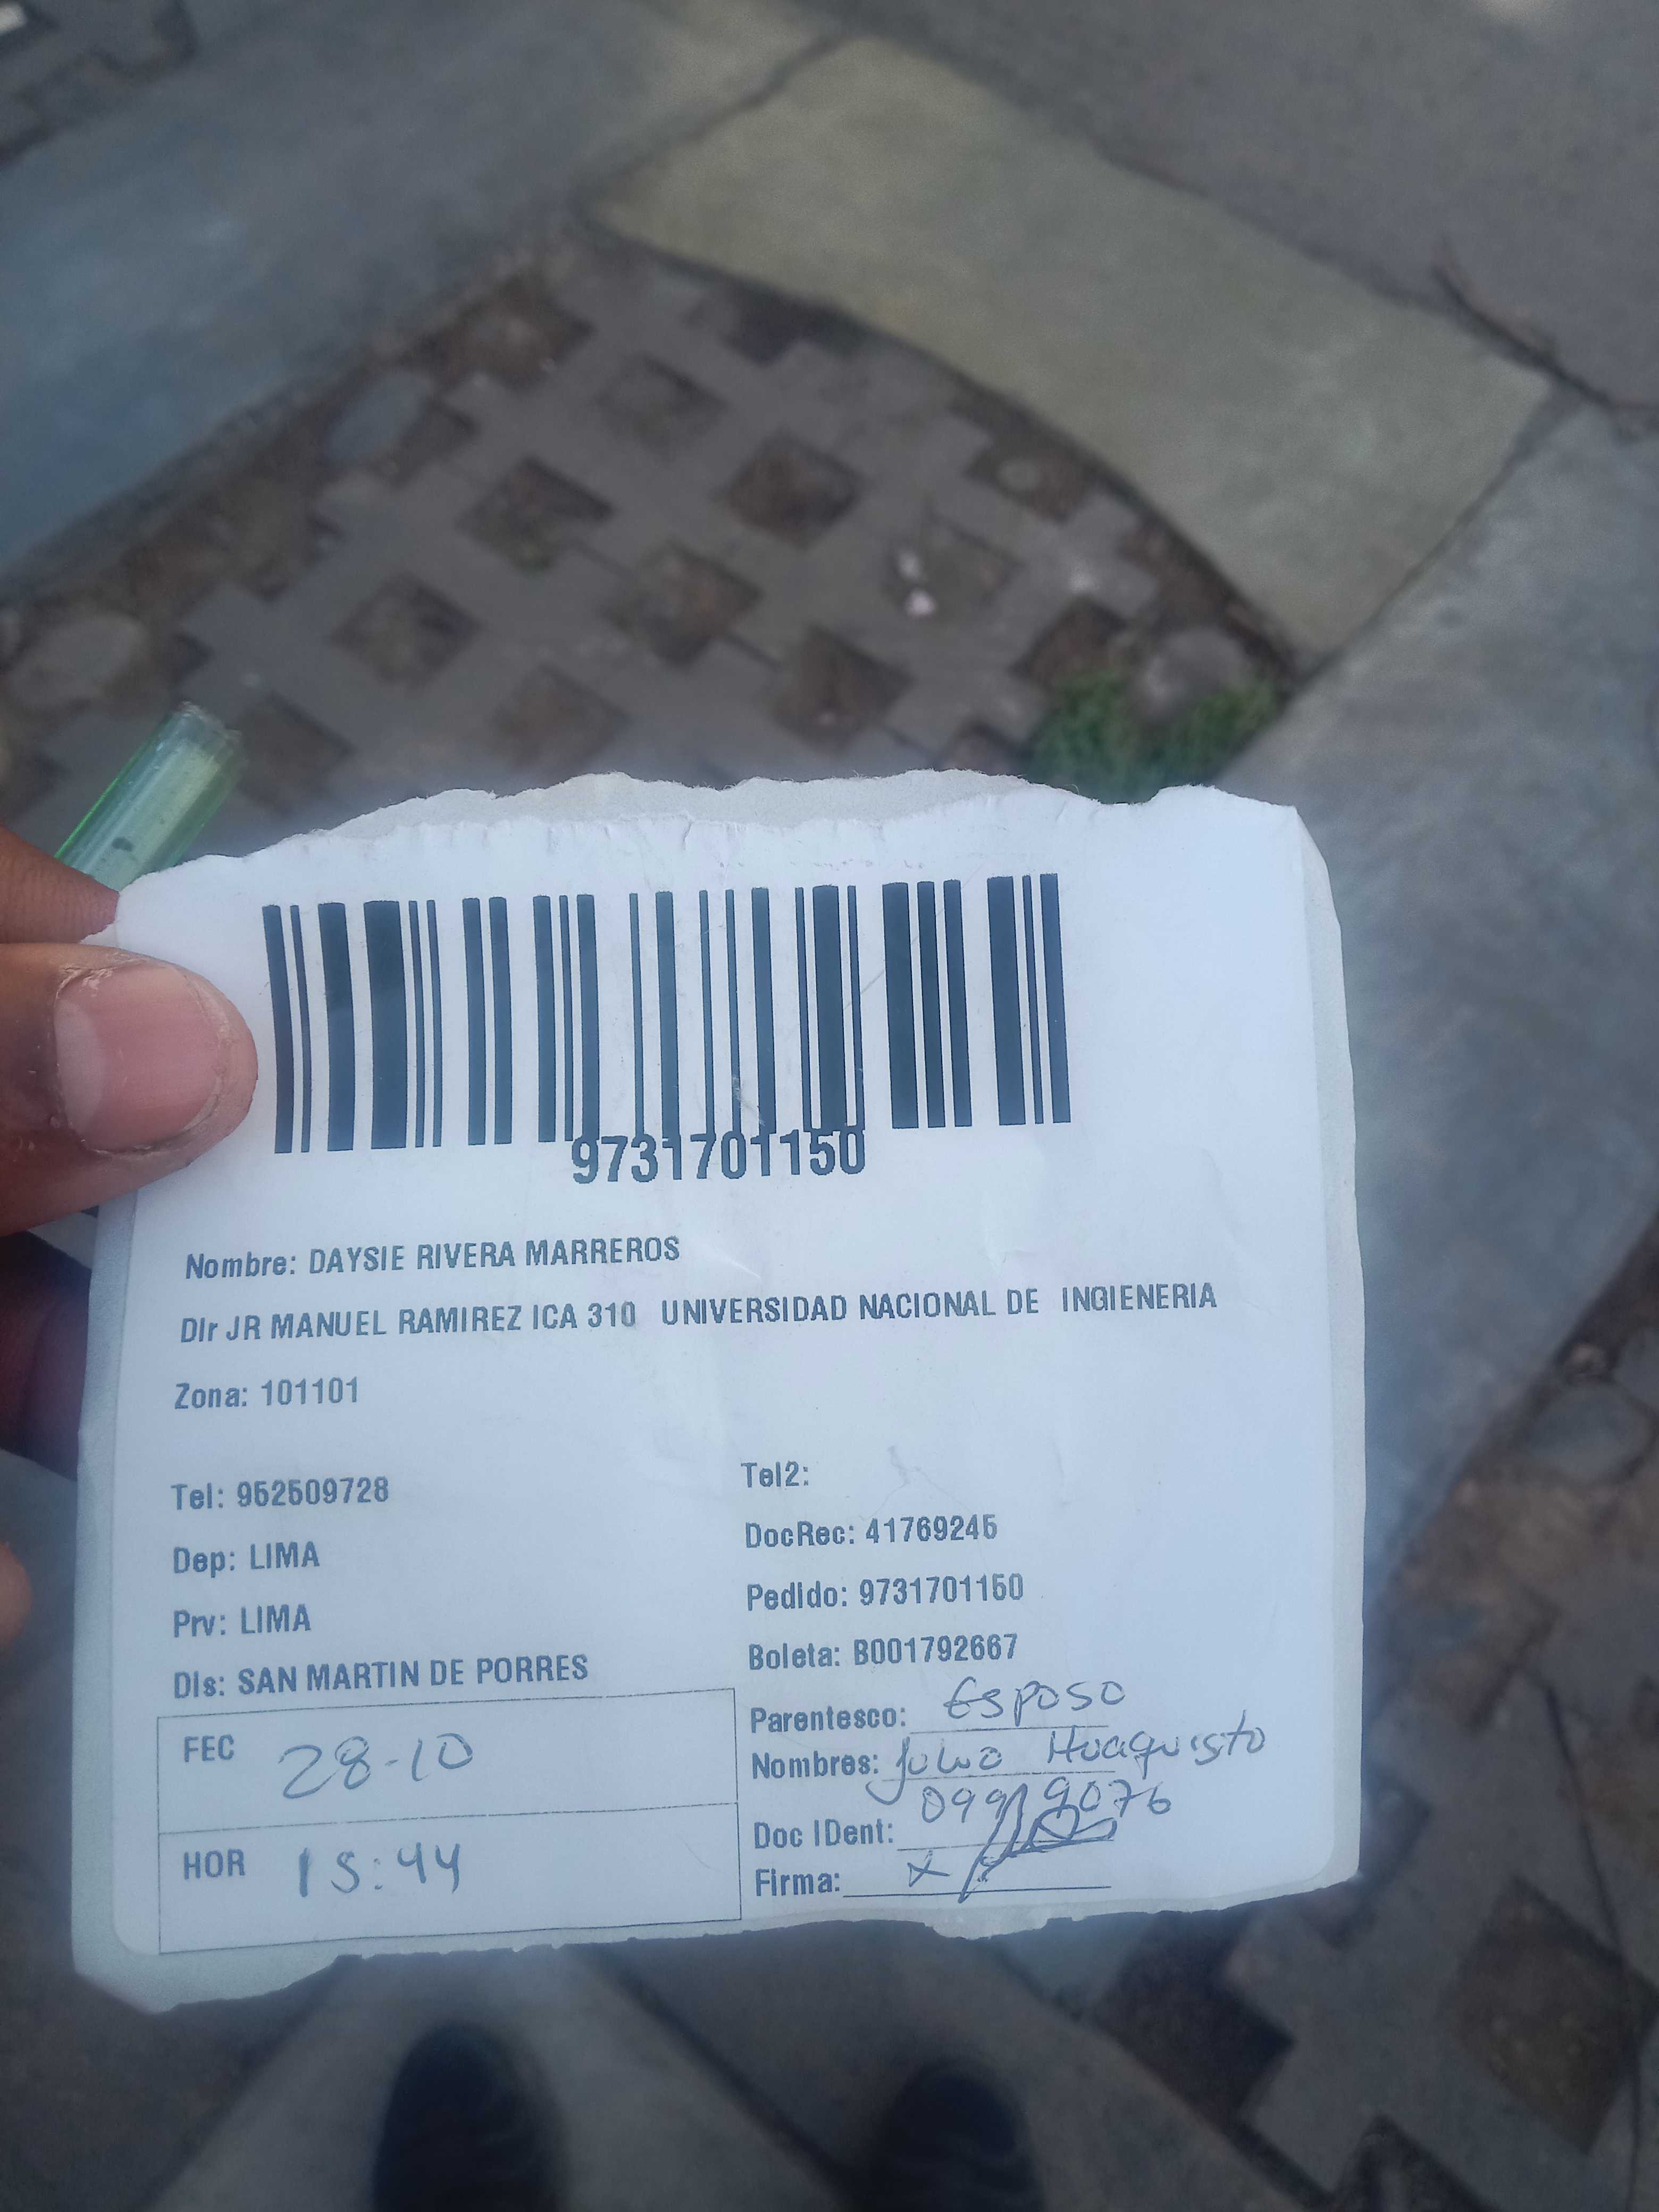 9731701150
Nombre: DAYSIE RIVERA MARREROS
Dir JR MANUEL RAMIREZ ICA 310 UNIVERSIDAD NACIONAL DE INGIENERIA
Zona: 101101
Tel: 952509728
Tel2:
DocRec: 41769245
Dep: LIMA
Pedido: 9731701150
Prv: LIMA
Boleta: B001792667
Dis: SAN MARTIN DE PORRES
Parentesco: Esposo
FEC 28-10
Nombres: Julio Huaquisto
Doc IDent:
HOR 15:44
Firma: x